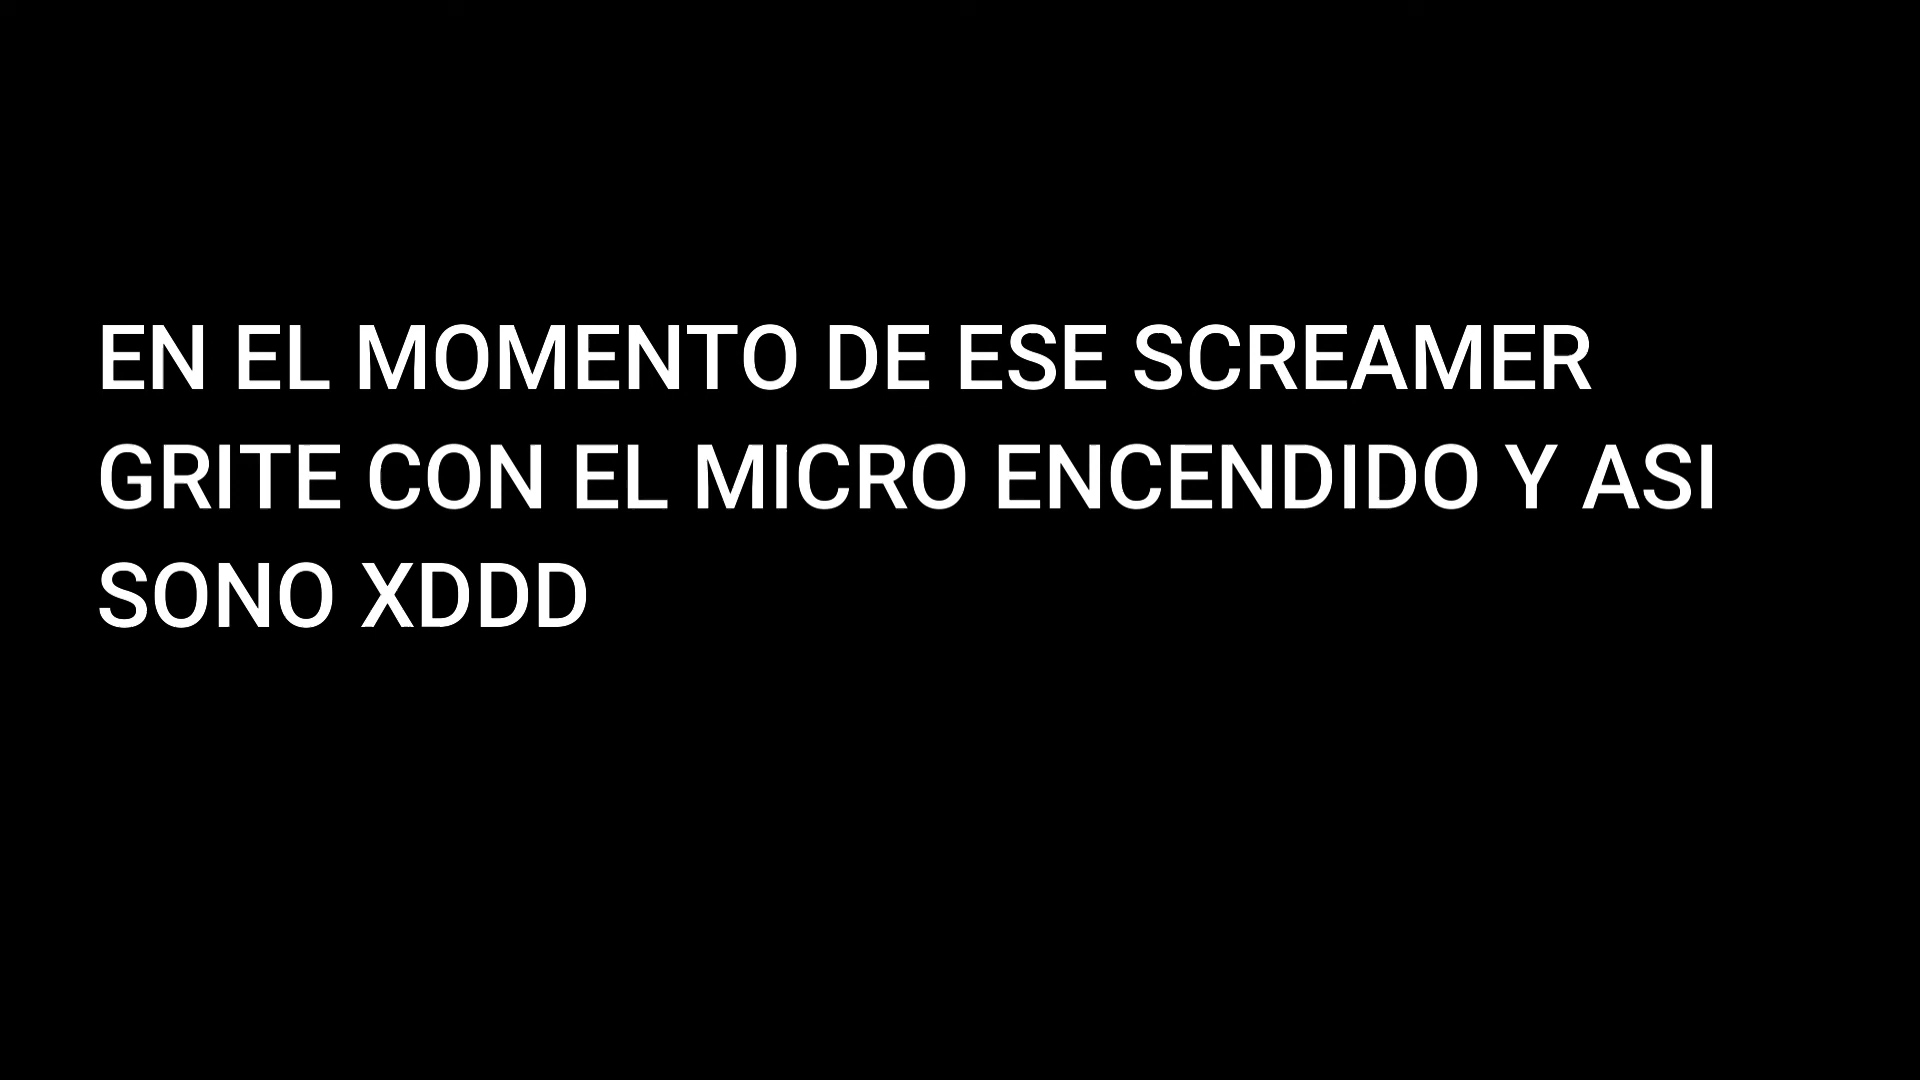 EN EL MOMENTO DE ESE SCREAMER
GRITE CON EL MICRO ENCENDIDO Y ASI
SONO XDDD